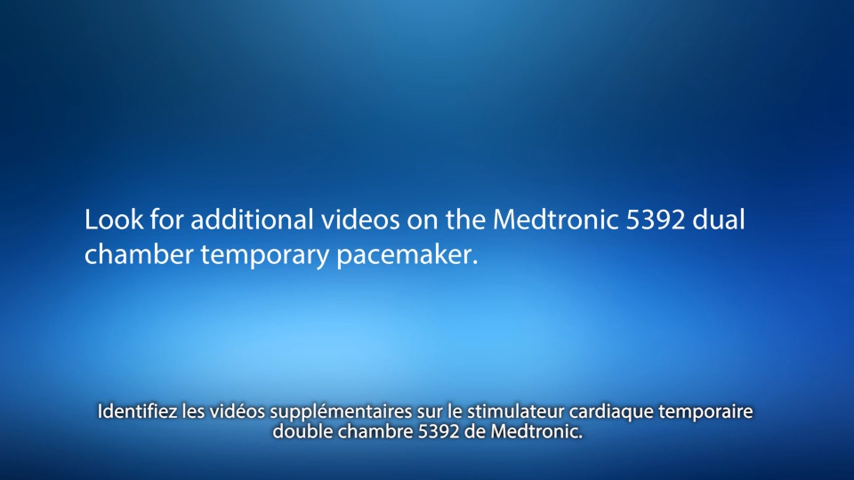 Look for additional videos on the Medtronic 5392 dual
chamber temporary pacemaker.
Identifiez les vidéos supplémentaires sur le stimulateur cardiaque temporaire
double chambre 5392 de Medtronic.